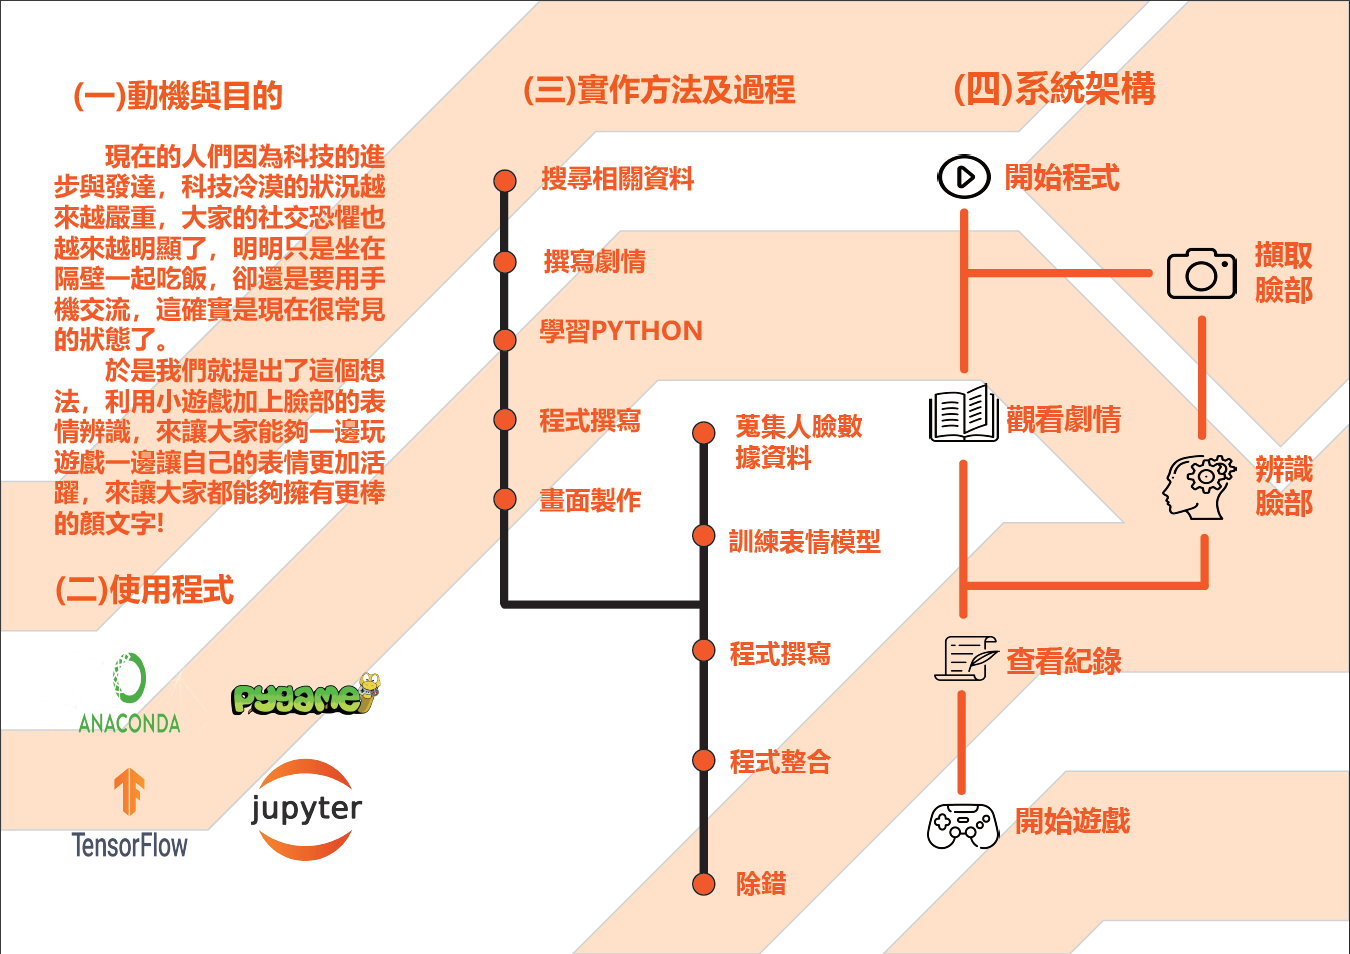 (一)動機與目的
現在的人們因為科技的進
步與發達，科技冷漠的狀況越
來越嚴重，大家的社交恐懼也
越來越明顯了，明明只是坐在
隔壁一起吃飯，卻還是要用手
機交流，這確實是現在很常見
的狀態了。
於是我們就提出了這個想
法，利用小遊戲加上臉部的表
情辨識，來讓大家能夠一邊玩
遊戲一邊讓自己的表情更加活
躍，來讓大家都能夠擁有更棒
的顏文字!
(二)使用程式
ANACONDA
pygame
TensorFlow
jupyter
(三)實作方法及過程
搜尋相關資料
撰寫劇情
學習PYTHON
程式撰寫
畫面製作
蒐集人臉數
據資料
訓練表情模型
程式撰寫
程式整合
除錯
(四)系統架構
開始程式
擷取
臉部
觀看劇情
辨識
臉部
查看紀錄
開始遊戲